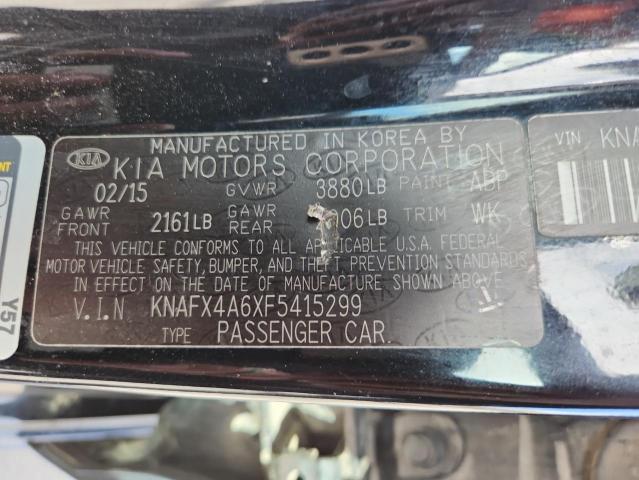 MANUFACTURED IN KOREA BY
KIA KIA MOTORS CORPORATION
02/15 GVWR 3880LB PAINT ABP
GAWR FRONT 2161LB GAWR REAR 06LB TRIM WK
THIS VEHICLE CONFORMS TO ALL APPLICABLE U.S.A. FEDERAL
MOTOR VEHICLE SAFETY, BUMPER, AND THEFT PREVENTION STANDARDS
IN EFFECT ON THE DATE OF MANUFACTURE SHOWN ABOVE.
V.I.N KNAFX4A6XF5415299
TYPE PASSENGER CAR.
VIN KNA
Y57